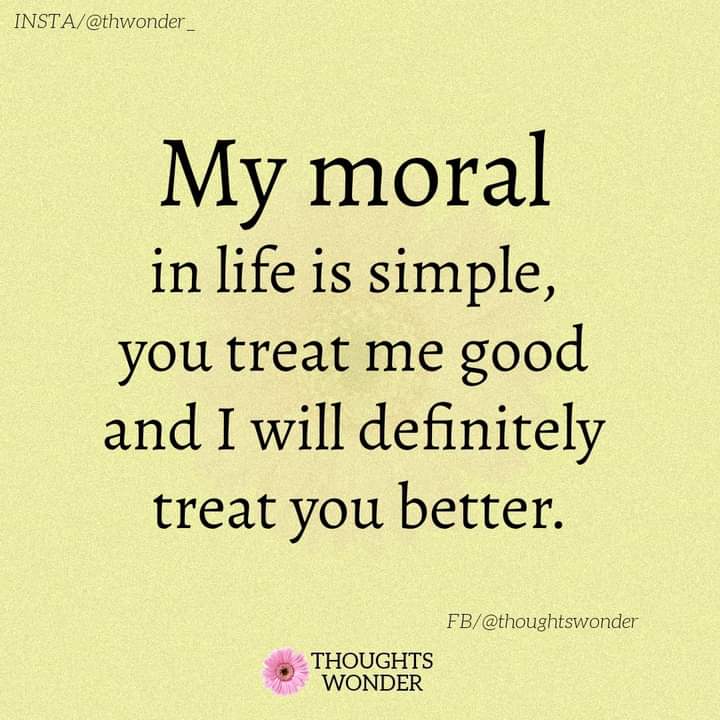 INSTA/@thwonder_
My moral
in life is simple,
you treat me good
and I will definitely
treat you better.
FB/@thoughtswonder
THOUGHTS
WONDER